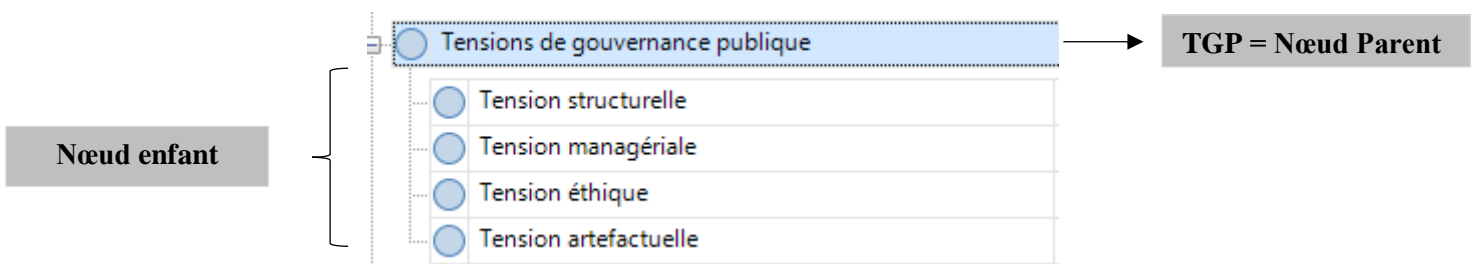 Tensions de gouvernance publique
TGP = Nœud Parent
Tension structurelle
Tension managériale
Nœud enfant
Tension éthique
Tension artefactuelle